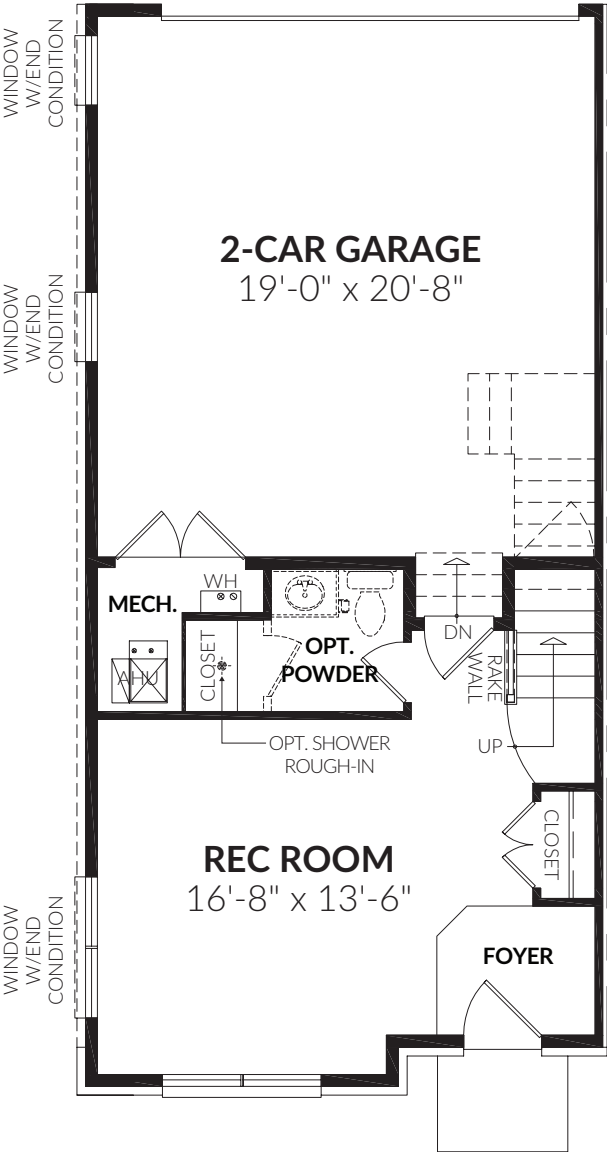 WINDOW
W/END
CONDITION
2-CAR GARAGE
19'-0" x 20'-8"
WINDOW
W/END
CONDITION
WH
MECH.
AHU
CLOSET
OPT.
POWDER
DN
RAKE
WALL
OPT. SHOWER
ROUGH-IN
UP
CLOSET
REC ROOM
16'-8" x 13'-6"
WINDOW
W/END
CONDITION
FOYER